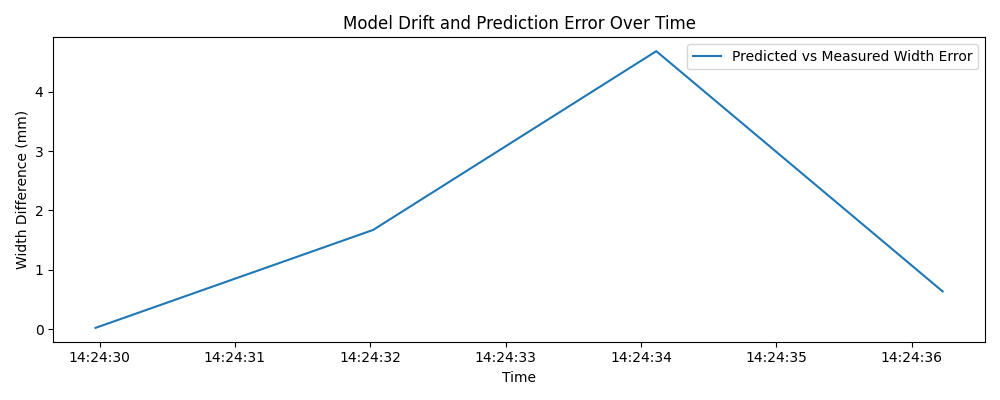 Model Drift and Prediction Error Over Time
Predicted vs Measured Width Error
Width Difference (mm)
4
3
2
1
0
14:24:30 14:24:31 14:24:32 14:24:33 14:24:34 14:24:35 14:24:36
Time